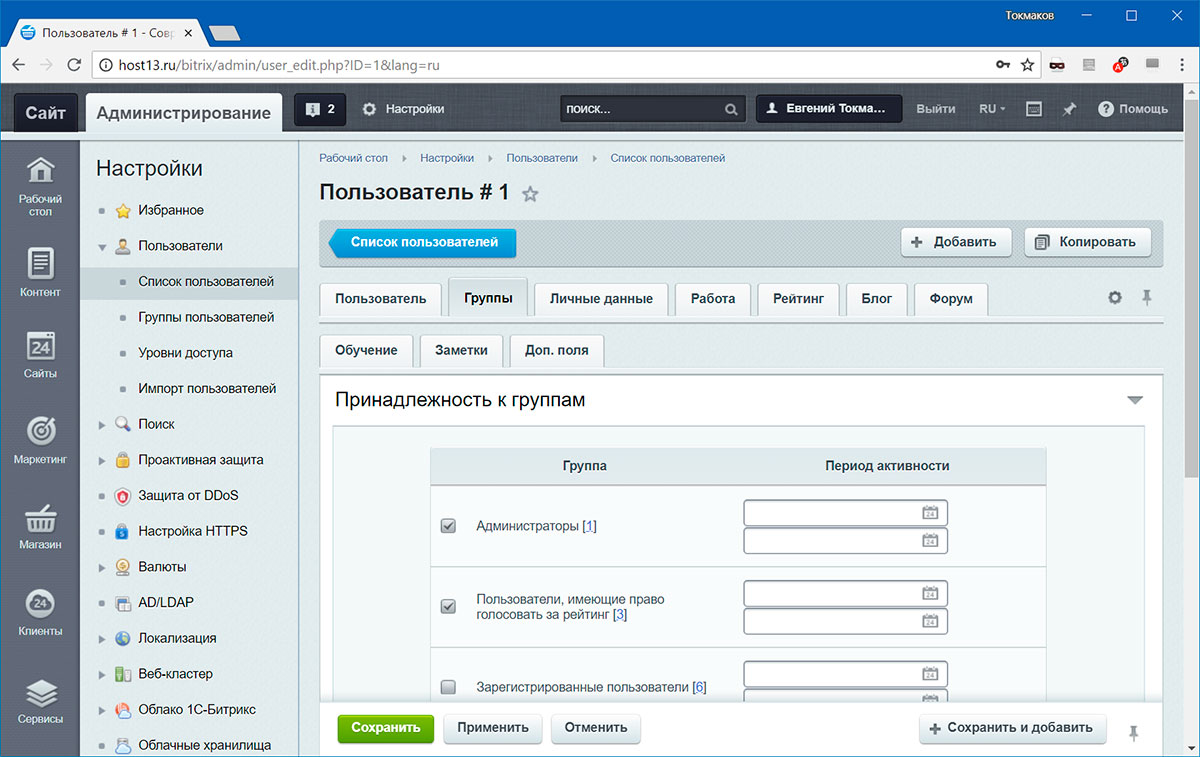 Токмаков
Пользователь # 1 - Совр
host13.ru/bitrix/admin/user_edit.php?ID=1&lang=ru
Сайт
Администрирование
2
Настройки
поиск...
Евгений Токма...
Выйти
RU
Помощь
Рабочий
стол
Контент
24
Сайты
Маркетинг
Магазин
24
Клиенты
Сервисы
Настройки
Избранное
Пользователи
Список пользователей
Группы пользователей
Уровни доступа
Импорт пользователей
Поиск
Проактивная защита
Защита от DDoS
Настройка HTTPS
Валюты
AD/LDAP
Локализация
Веб-кластер
Облако 1С-Битрикс
Облачные хранилища
Рабочий стол Настройки Пользователи Список пользователей
Пользователь # 1
Список пользователей
Добавить
Копировать
Пользователь Группы Личные данные Работа Рейтинг Блог Форум
Обучение Заметки Доп. поля
Принадлежность к группам
Группа Период активности
Администраторы [1]
Пользователи, имеющие право
голосовать за рейтинг [3]
Зарегистрированные пользователи [6]
Сохранить Применить Отменить Сохранить и добавить